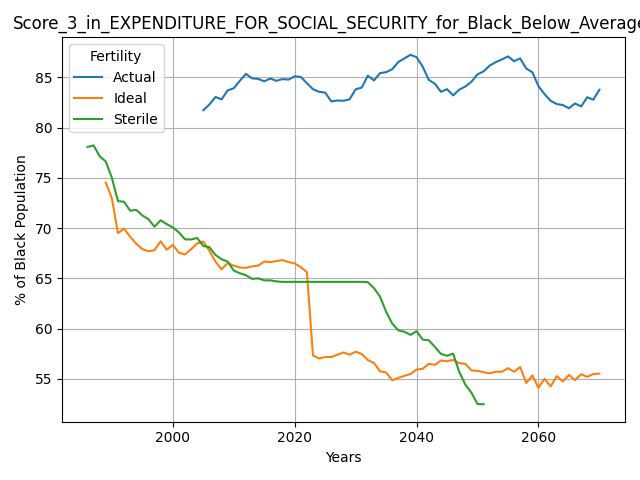 Score_3_in_EXPENDITURE_FOR_SOCIAL_SECURITY_for_Black_Below_Average
Fertility
Actual
Ideal
Sterile
% of Black Population
85
80
75
70
65
60
55
2000
2020
2040
2060
Years